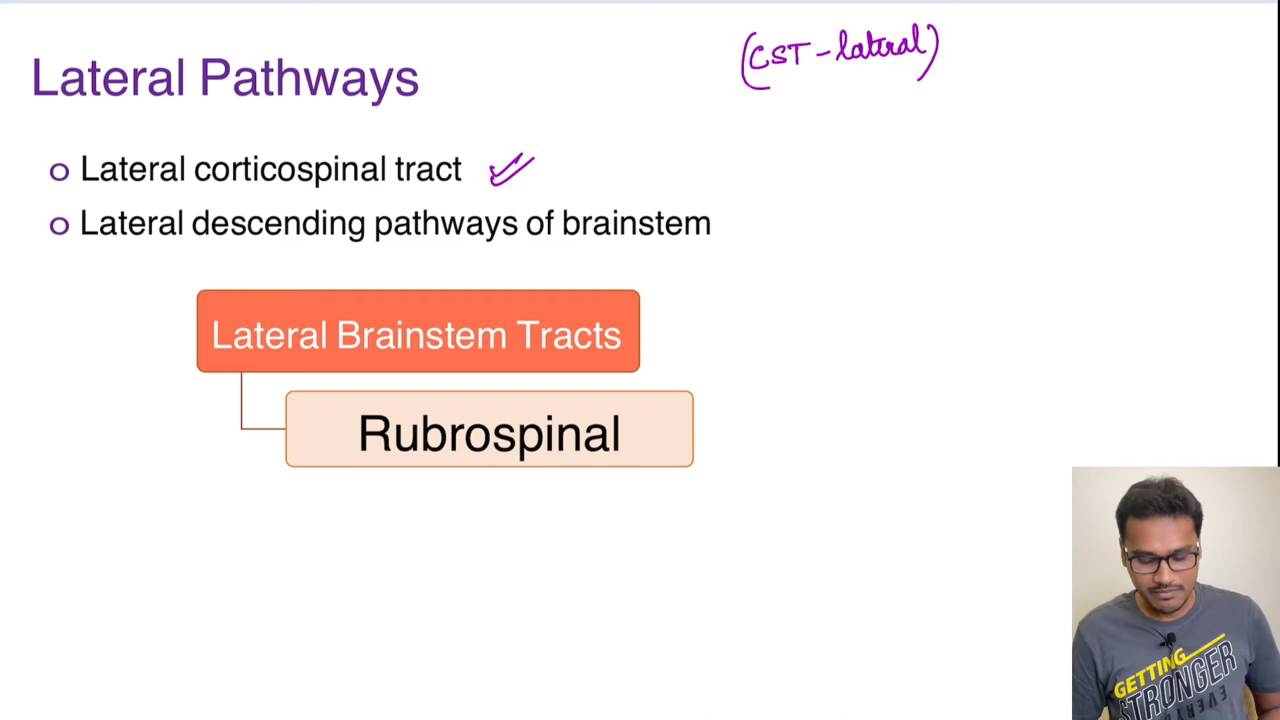 (CST - lateral)
Lateral Pathways
o Lateral corticospinal tract
o Lateral descending pathways of brainstem
Lateral Brainstem Tracts
Rubrospinal
GETTING
STRONGER